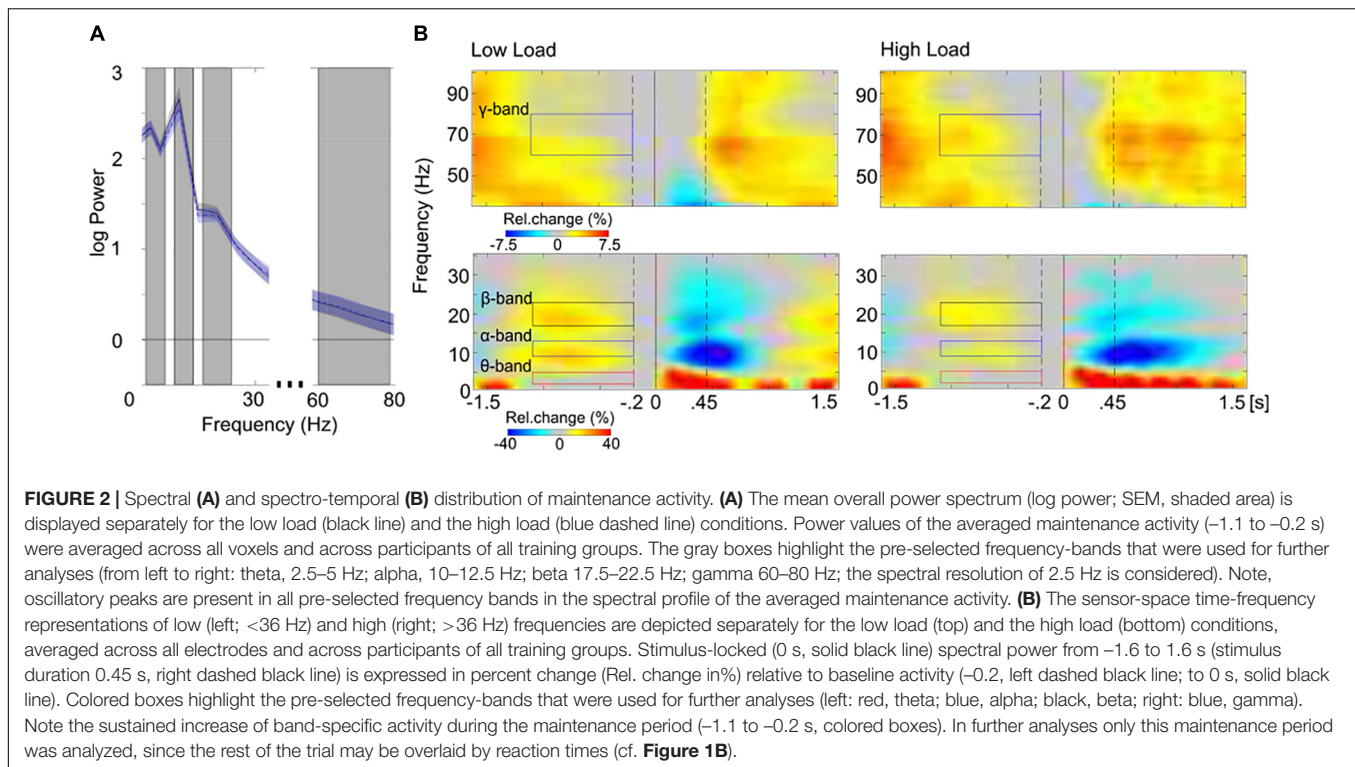 A
B
Low Load
High Load
3
2
1
0
log Power
0
30
60
80
Frequency (Hz)
γ-band
90
70
50
90
70
50
Frequency (Hz)
Rel.change (%)
-7.5
0
7.5
β-band
α-band
θ-band
30
20
10
0
30
20
10
0
-1.5
-.2
0
.45
1.5
-1.5
-.2
0
.45
1.5 [s]
Rel.change (%)
-40
0
40
FIGURE 2 | Spectral (A) and spectro-temporal (B) distribution of maintenance activity. (A) The mean overall power spectrum (log power; SEM, shaded area) is
displayed separately for the low load (black line) and the high load (blue dashed line) conditions. Power values of the averaged maintenance activity (–1.1 to –0.2 s)
were averaged across all voxels and across participants of all training groups. The gray boxes highlight the pre-selected frequency-bands that were used for further
analyses (from left to right: theta, 2.5–5 Hz; alpha, 10–12.5 Hz; beta 17.5–22.5 Hz; gamma 60–80 Hz; the spectral resolution of 2.5 Hz is considered). Note,
oscillatory peaks are present in all pre-selected frequency bands in the spectral profile of the averaged maintenance activity. (B) The sensor-space time-frequency
representations of low (left; <36 Hz) and high (right; >36 Hz) frequencies are depicted separately for the low load (top) and the high load (bottom) conditions,
averaged across all electrodes and across participants of all training groups. Stimulus-locked (0 s, solid black line) spectral power from –1.6 to 1.6 s (stimulus
duration 0.45 s, right dashed black line) is expressed in percent change (Rel. change in%) relative to baseline activity (–0.2, left dashed black line; to 0 s, solid black
line). Colored boxes highlight the pre-selected frequency-bands that were used for further analyses (left: red, theta; blue, alpha; black, beta; right: blue, gamma).
Note the sustained increase of band-specific activity during the maintenance period (–1.1 to –0.2 s, colored boxes). In further analyses only this maintenance period
was analyzed, since the rest of the trial may be overlaid by reaction times (cf. Figure 1B).